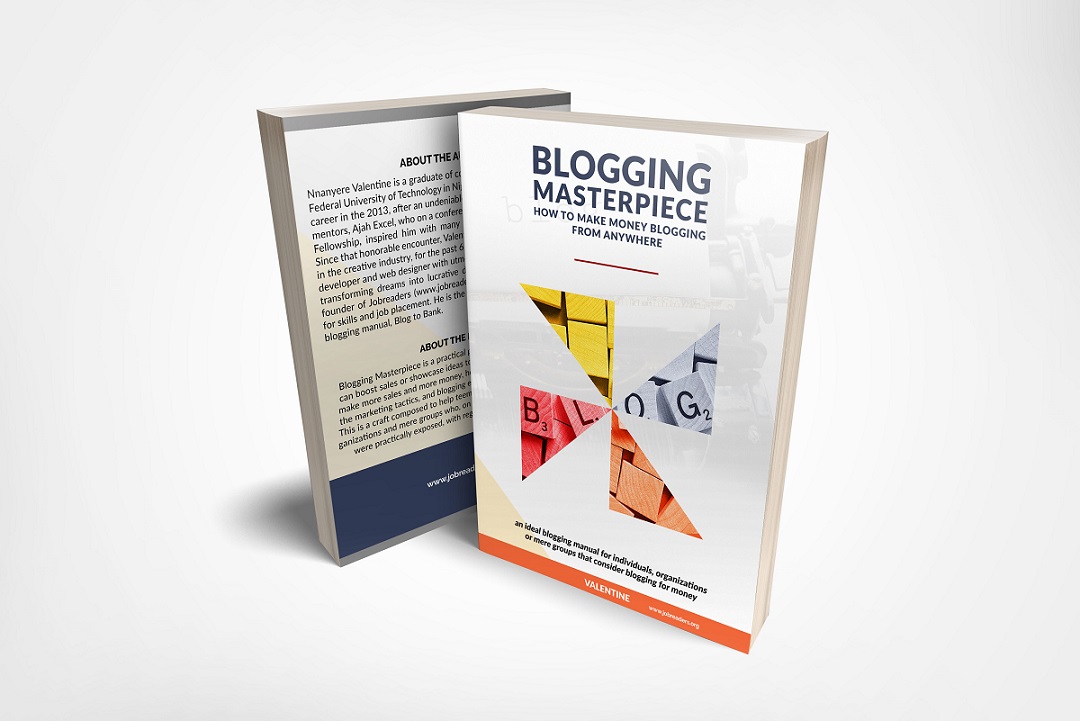 ABOUT THE
Nnanyere Valentine is a graduate of
Federal University of Technology in
career in the 2013, after an undeniabl
mentors, Ajah Excel, who on a confere
Fellowship, inspired him with many
Since that honorable encounter, Valen
in the creative industry, for the past 6
developer and web designer with utm
transforming dreams into lucrative
founder of Jobreaders (www.jobreade
for skills and job placement. He is the
blogging manual, Blog to Bank.
ABOUT THE
Blogging Masterpiece is a practical
can boost sales or showcase ideas to
make more sales and more money,
the marketing tactics, and blogging
This is a craft composed to help teem
ganizations and mere groups who, on
were practically exposed, with reg
www.jobread
BLOGGING
MASTERPIECE
HOW TO MAKE MONEY BLOGGING
FROM ANYWHERE
B3 L O G2
an ideal blogging manual for individuals, organizations
or mere groups that consider blogging for money
VALENTINE www.jobreaders.org